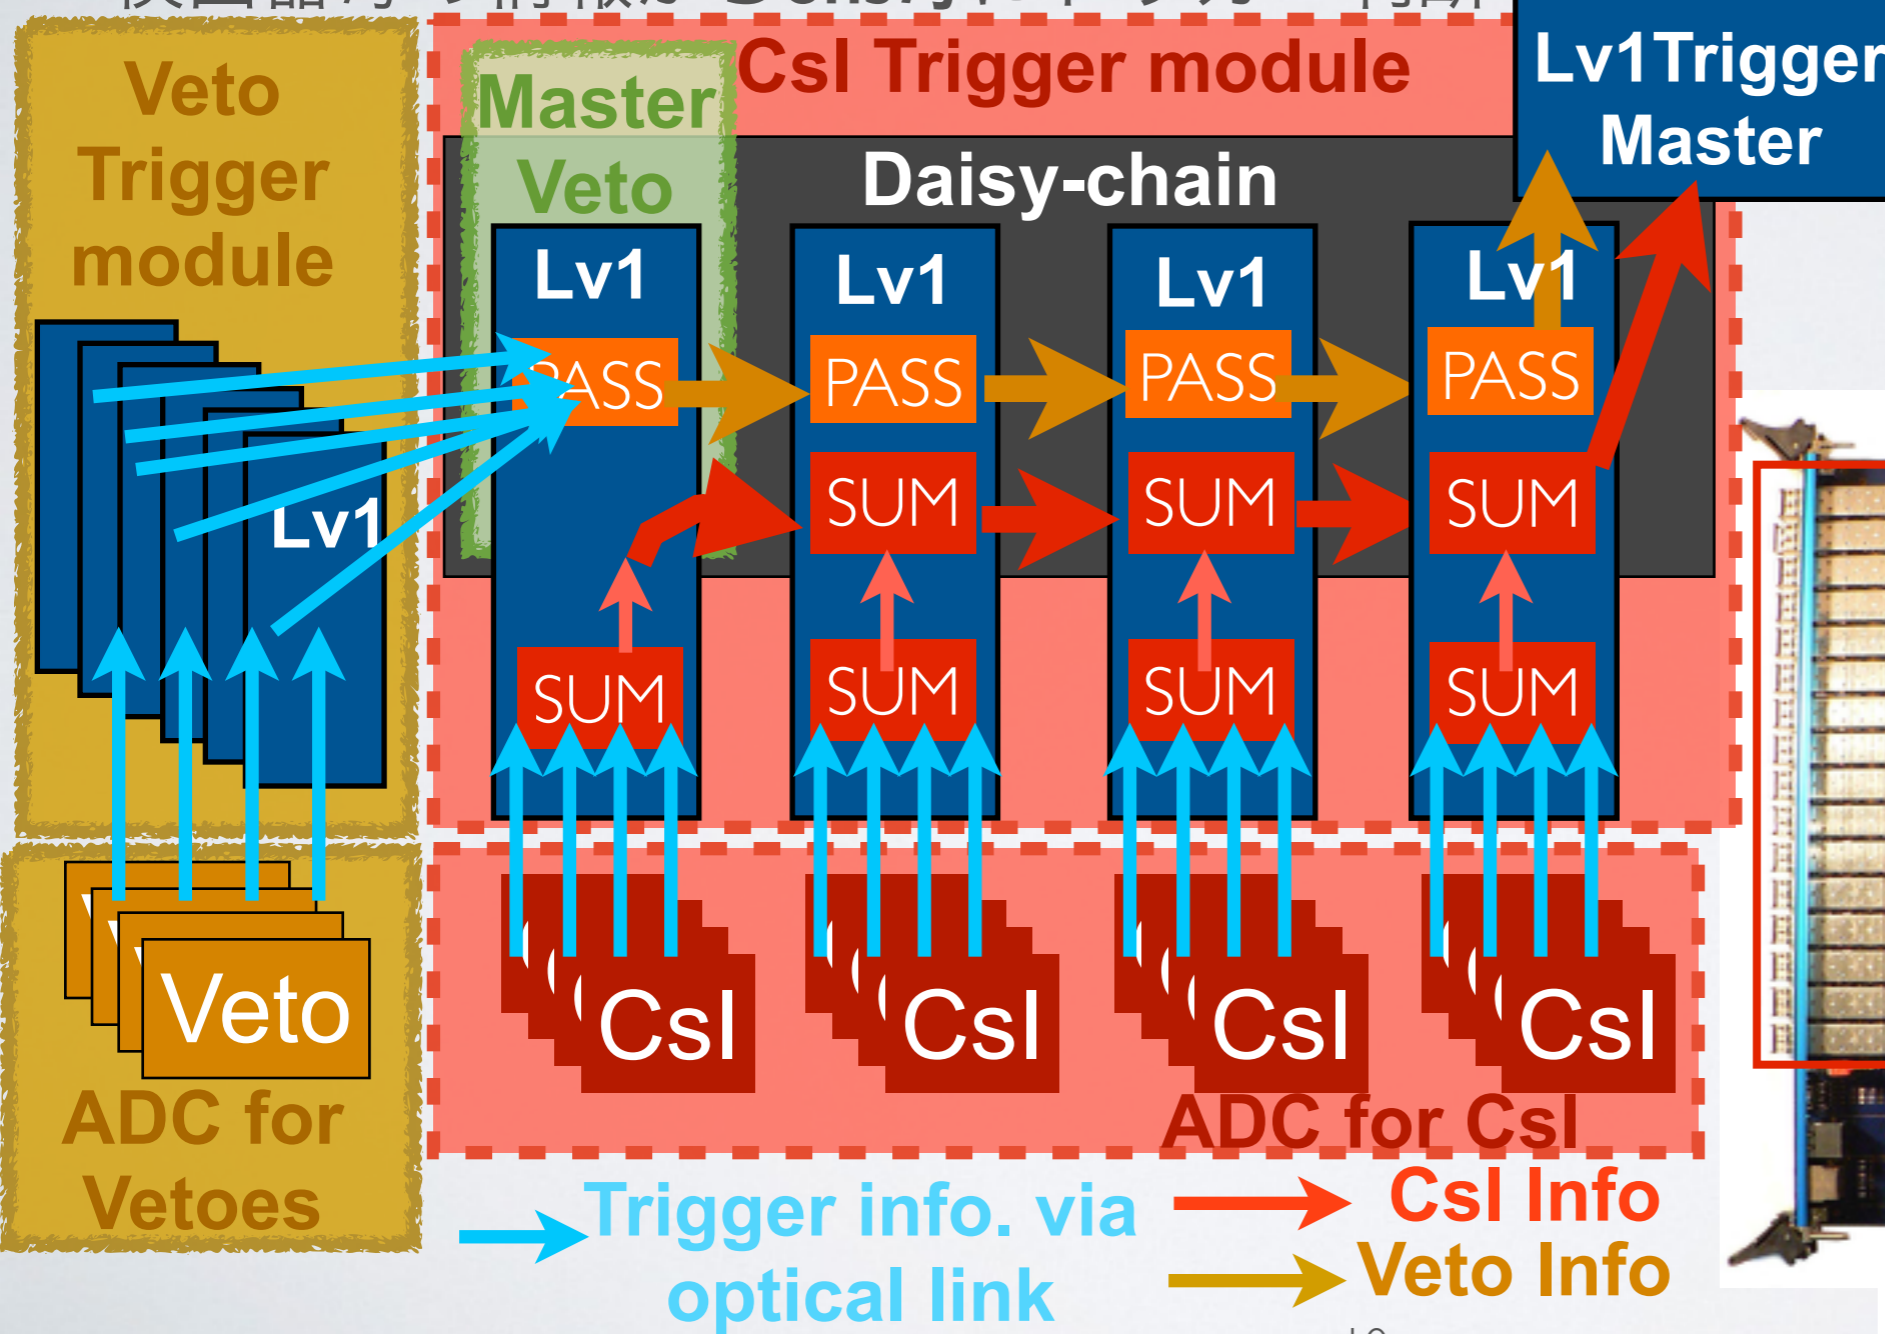 Veto
Trigger
module
Master
Veto
CsI Trigger module
Daisy-chain
Lv1Trigger
Master
Lv1
Lv1
Lv1
Lv1
PASS
PASS
PASS
PASS
SUM
SUM
SUM
Lv1
SUM
SUM
SUM
SUM
Veto
CsI
CsI
CsI
CsI
ADC for
Vetoes
ADC for CsI
Trigger info. via
optical link
CsI Info
Veto Info